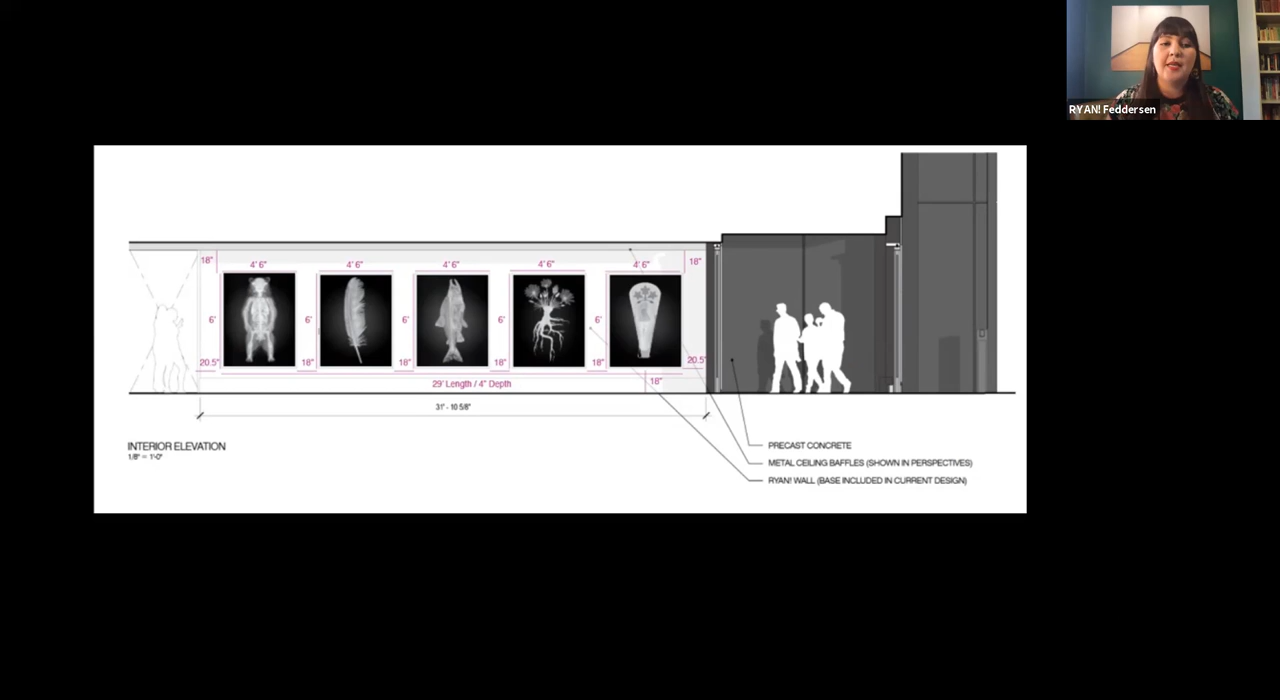 RYAN! Feddersen
18"
4' 6"
4' 6"
4' 6"
4' 6"
4' 6"
18"
6'
6'
6'
6'
6'
20.5"
18"
18"
18"
18"
20.5"
29' Length / 4" Depth
18"
31' - 10 5/8"
INTERIOR ELEVATION
1/8" = 1'-0"
PRECAST CONCRETE
METAL CEILING BAFFLES (SHOWN IN PERSPECTIVES)
RYAN! WALL (BASE INCLUDED IN CURRENT DESIGN)